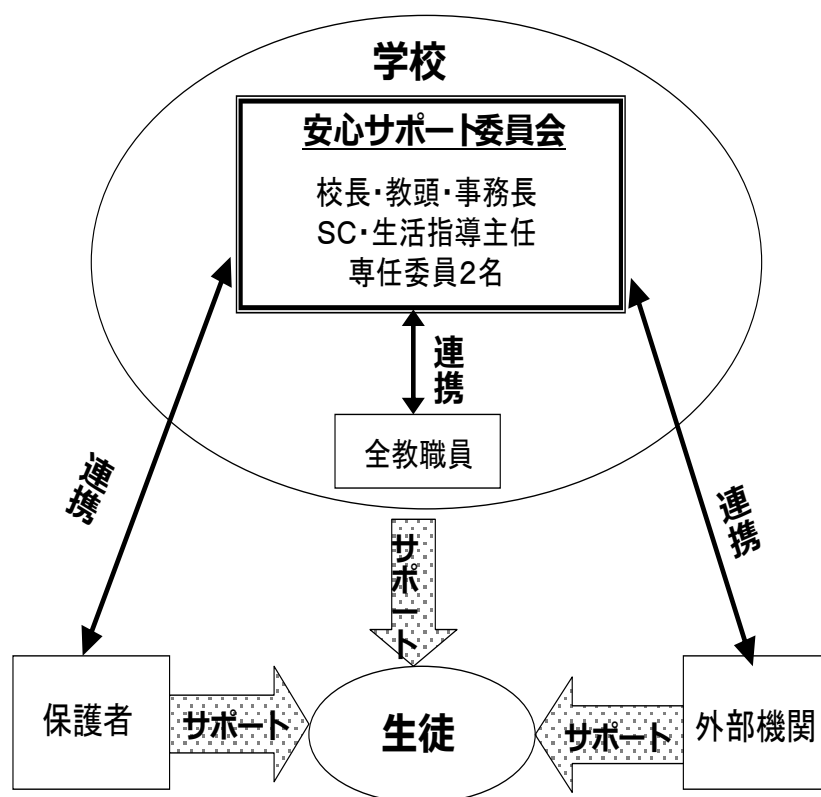 学校
安心サポート委員会
校長・教頭・事務長
SC・生活指導主任
専任委員2名
連携
全教職員
連携
連携
サポート
保護者
サポート
生徒
サポート
外部機関